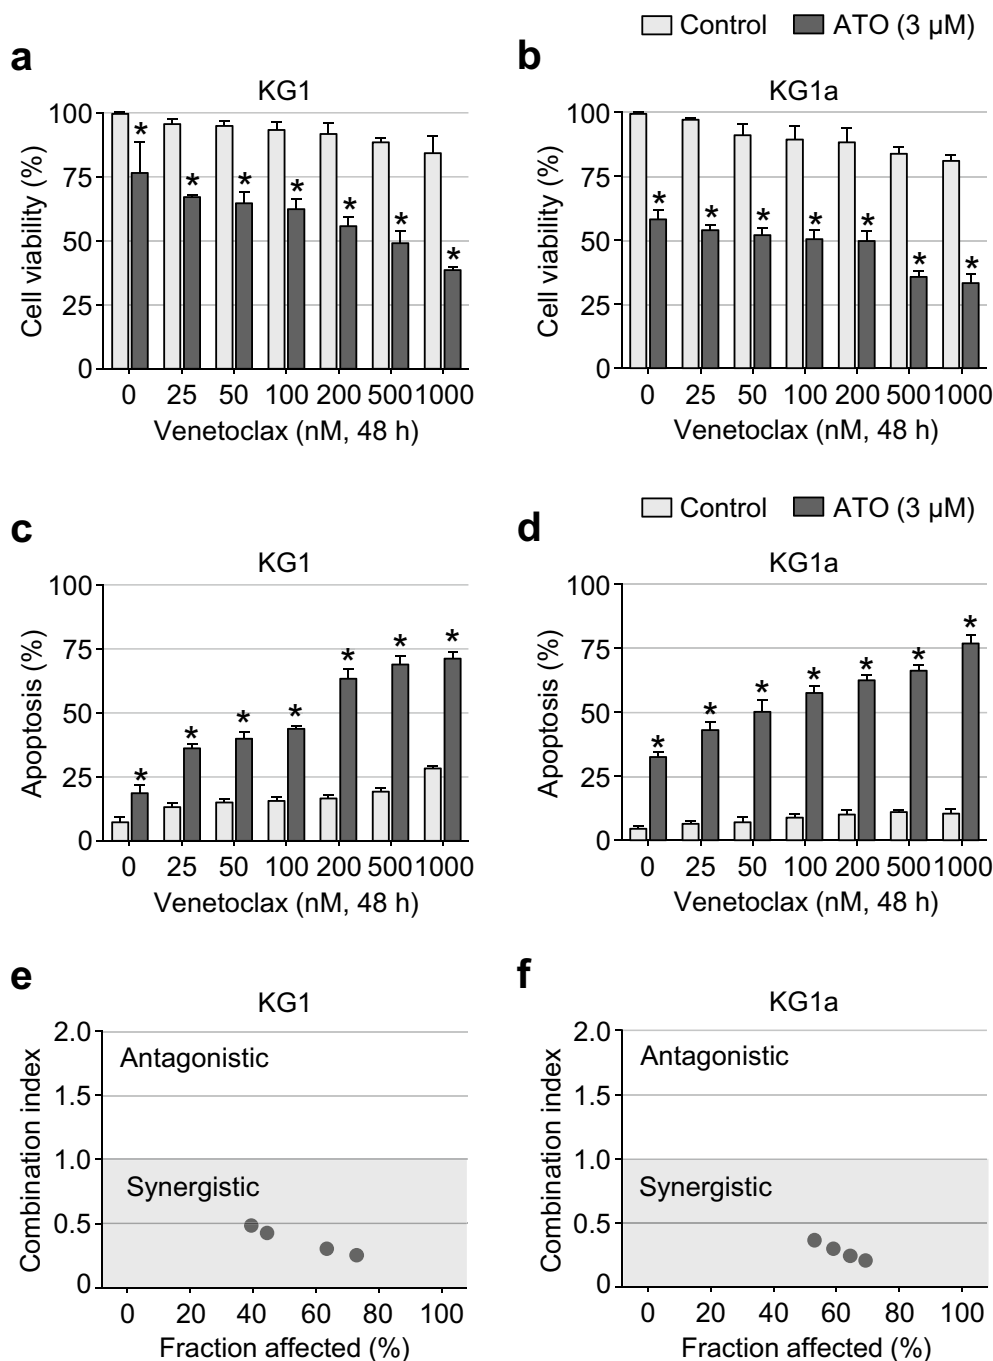 Control ATO (3 µM)
a
KG1
Cell viability (%)
100
75
50
25
0
* * * * * * *
0 25 50 100 200 500 1000
Venetoclax (nM, 48 h)
b
KG1a
Cell viability (%)
100
75
50
25
0
* * * * * * *
0 25 50 100 200 500 1000
Venetoclax (nM, 48 h)
Control ATO (3 µM)
c
KG1
Apoptosis (%)
100
75
50
25
0
* * * * * * *
0 25 50 100 200 500 1000
Venetoclax (nM, 48 h)
d
KG1a
Apoptosis (%)
100
75
50
25
0
* * * * * * *
0 25 50 100 200 500 1000
Venetoclax (nM, 48 h)
e
KG1
Combination index
2.0
1.5
1.0
0.5
0
Antagonistic
Synergistic
0 20 40 60 80 100
Fraction affected (%)
f
KG1a
Combination index
2.0
1.5
1.0
0.5
0
Antagonistic
Synergistic
0 20 40 60 80 100
Fraction affected (%)